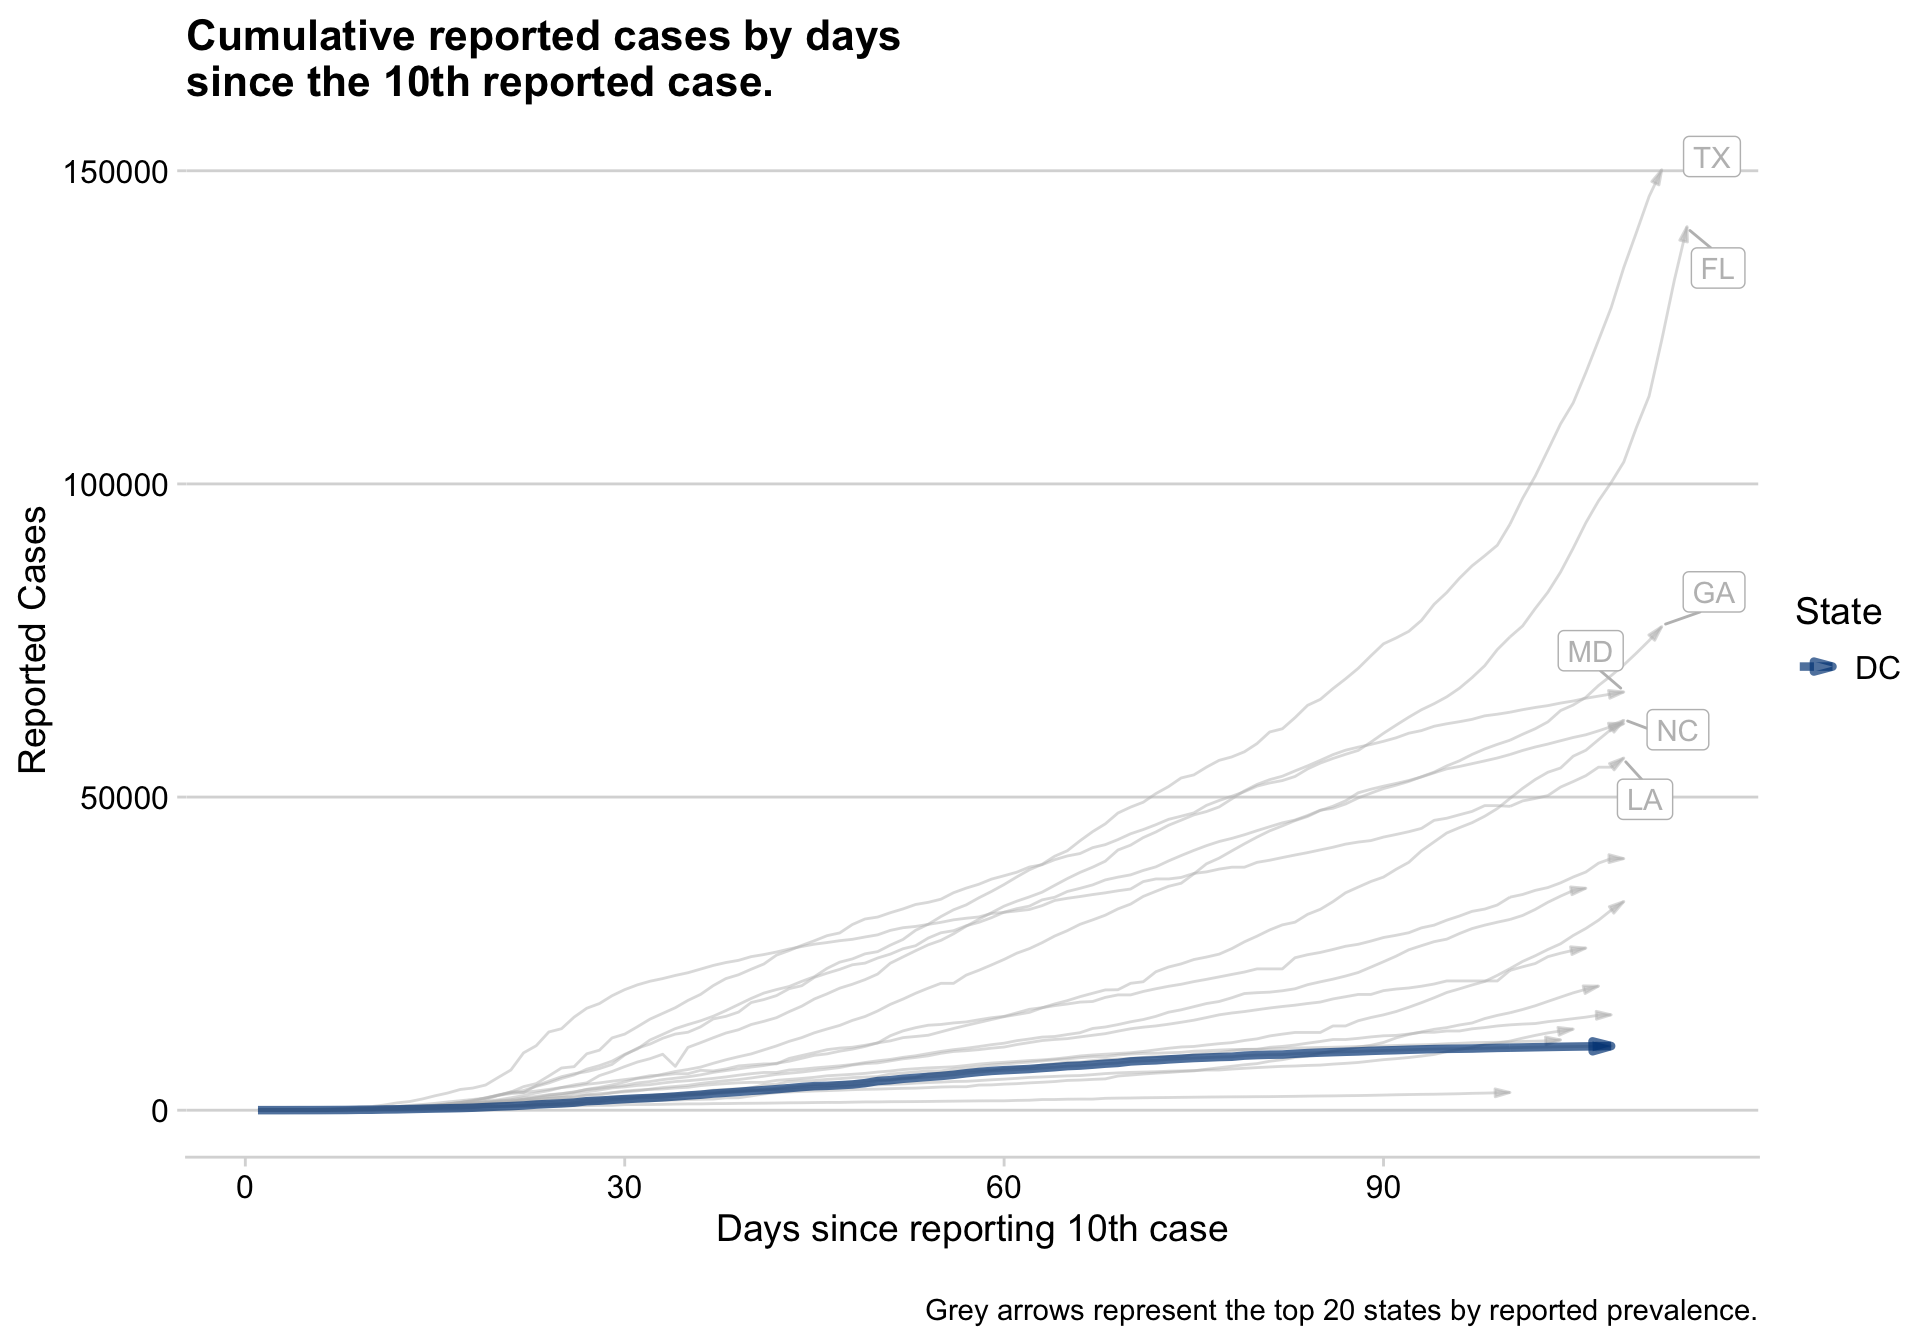 Cumulative reported cases by days
since the 10th reported case.
150000
100000
50000
0
Reported Cases
TX
FL
GA
MD
NC
LA
State
DC
0
30
60
90
Days since reporting 10th case
Grey arrows represent the top 20 states by reported prevalence.